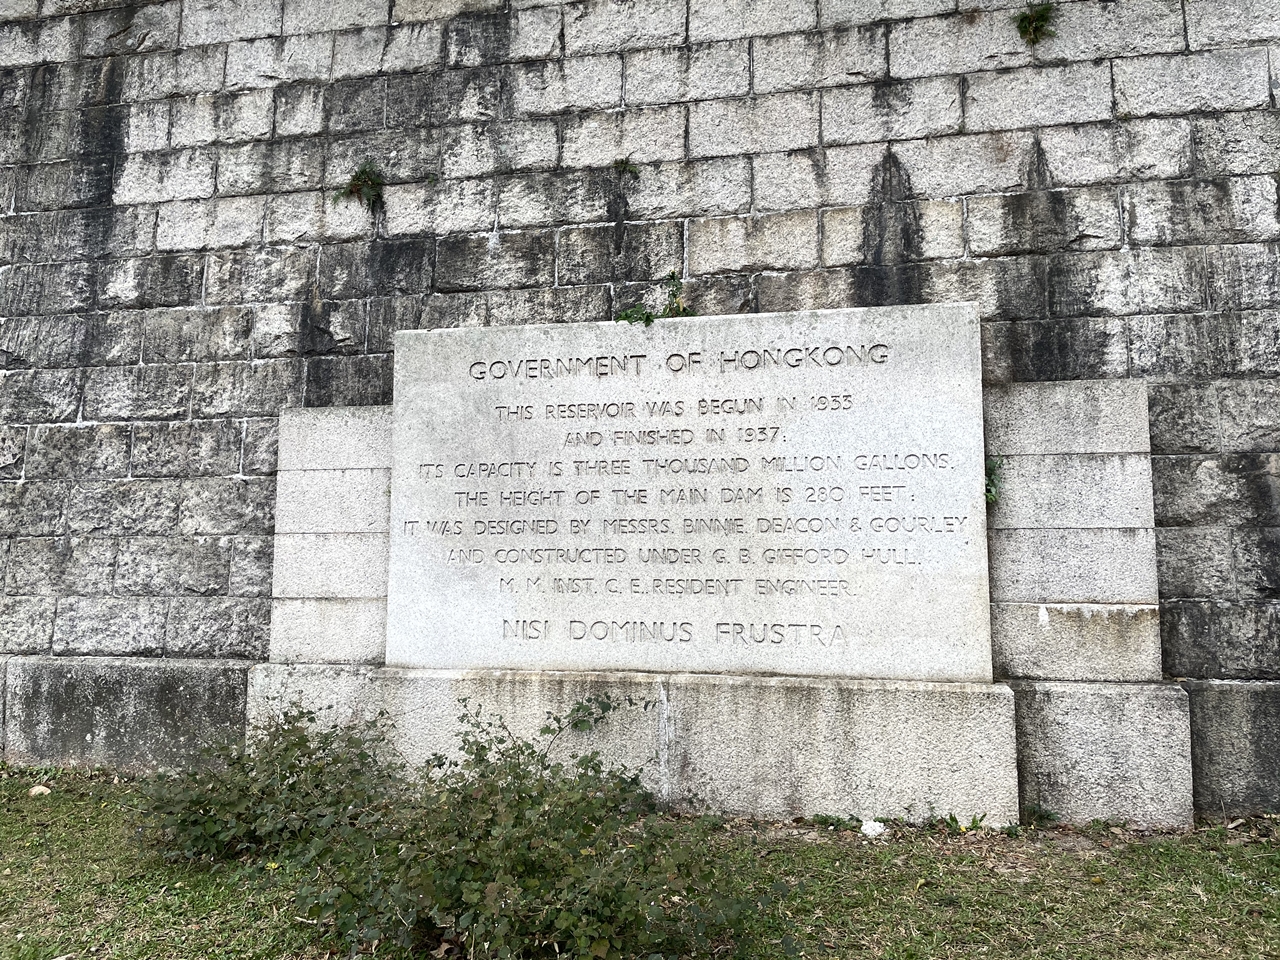 GOVERNMENT OF HONGKONG
THIS RESERVOIR WAS BEGUN IN 1933
AND FINISHED IN 1937:
ITS CAPACITY IS THREE THOUSAND MILLION GALLONS.
THE HEIGHT OF THE MAIN DAM IS 280 FEET:
IT WAS DESIGNED BY MESSRS. BINNIE, DEACON & GOURLEY
AND CONSTRUCTED UNDER G. B. GIFFORD HULL.
M. M. INST. C. E. RESIDENT ENGINEER.
NISI DOMINUS FRUSTRA